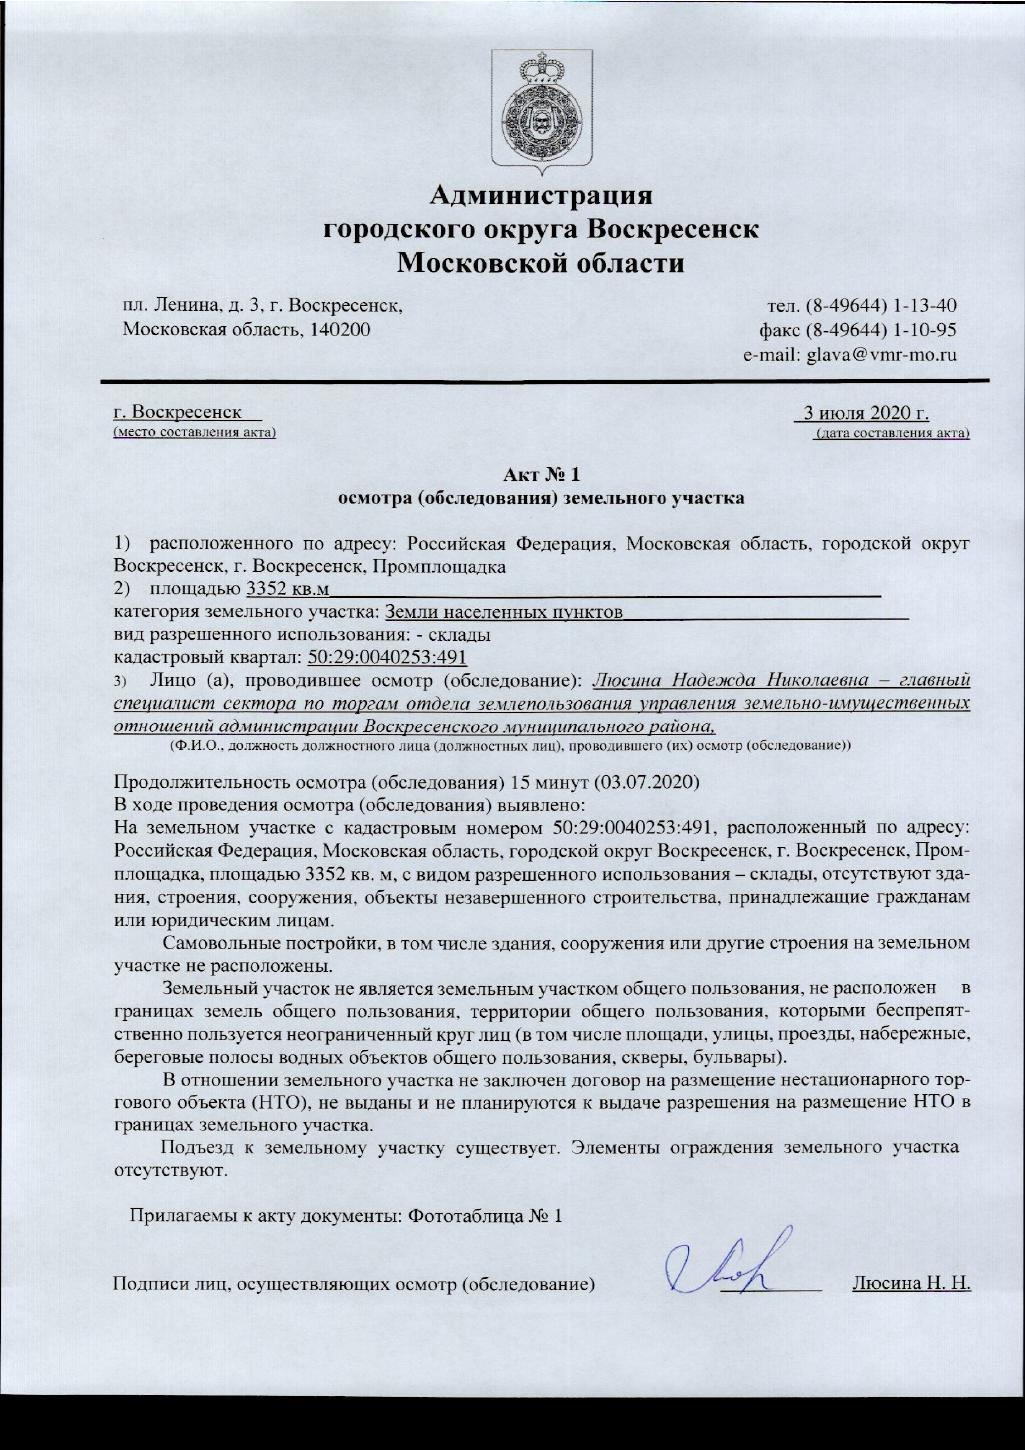 Администрация
городского округа Воскресенск
Московской области
пл. Ленина, д. 3, г. Воскресенск,
Московская область, 140200
тел. (8-49644) 1-13-40
факс (8-49644) 1-10-95
e-mail: glava@vmr-mo.ru
г. Воскресенск
(место составления акта)
3 июля 2020 г.
(дата составления акта)
Акт № 1
осмотра (обследования) земельного участка
1) расположенного по адресу: Российская Федерация, Московская область, городской округ
Воскресенск, г. Воскресенск, Промплощадка
2) площадью 3352 кв.м
категория земельного участка: Земли населенных пунктов
вид разрешенного использования: - склады
кадастровый квартал: 50:29:0040253:491
3) Лицо (а), проводившее осмотр (обследование): Люсина Надежда Николаевна – главный
специалист сектора по торгам отдела землепользования управления земельно-имущественных
отношений администрации Воскресенского муниципального района,
(Ф.И.О., должность должностного лица (должностных лиц), проводившего (их) осмотр (обследование))
Продолжительность осмотра (обследования) 15 минут (03.07.2020)
В ходе проведения осмотра (обследования) выявлено:
На земельном участке с кадастровым номером 50:29:0040253:491, расположенный по адресу:
Российская Федерация, Московская область, городской округ Воскресенск, г. Воскресенск, Пром-
площадка, площадью 3352 кв. м, с видом разрешенного использования – склады, отсутствуют зда-
ния, строения, сооружения, объекты незавершенного строительства, принадлежащие гражданам
или юридическим лицам.
Самовольные постройки, в том числе здания, сооружения или другие строения на земельном
участке не расположены.
Земельный участок не является земельным участком общего пользования, не расположен в
границах земель общего пользования, территории общего пользования, которыми беспрепят-
ственно пользуется неограниченный круг лиц (в том числе площади, улицы, проезды, набережные,
береговые полосы водных объектов общего пользования, скверы, бульвары).
В отношении земельного участка не заключен договор на размещение нестационарного тор-
гового объекта (НТО), не выданы и не планируются к выдаче разрешения на размещение НТО в
границах земельного участка.
Подъезд к земельному участку существует. Элементы ограждения земельного участка
отсутствуют.
Прилагаемы к акту документы: Фототаблица № 1
Подписи лиц, осуществляющих осмотр (обследование)
Люсина Н. Н.